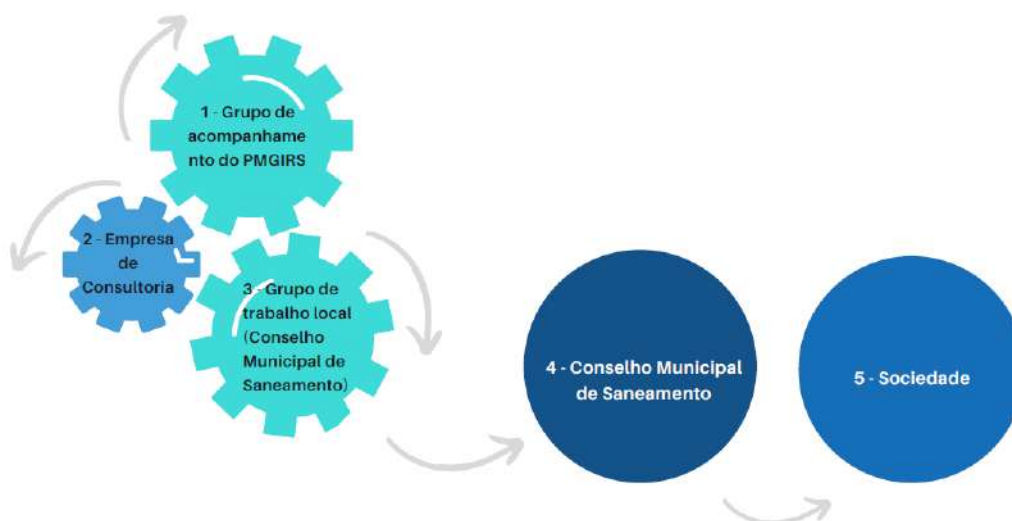 1 - Grupo de
acompanhame
nto do PMGIRS
2 - Empresa
de
Consultoria
3 - Grupo de
trabalho local
(Conselho
Municipal de
Saneamento)
4 - Conselho Municipal
de Saneamento
5 - Sociedade